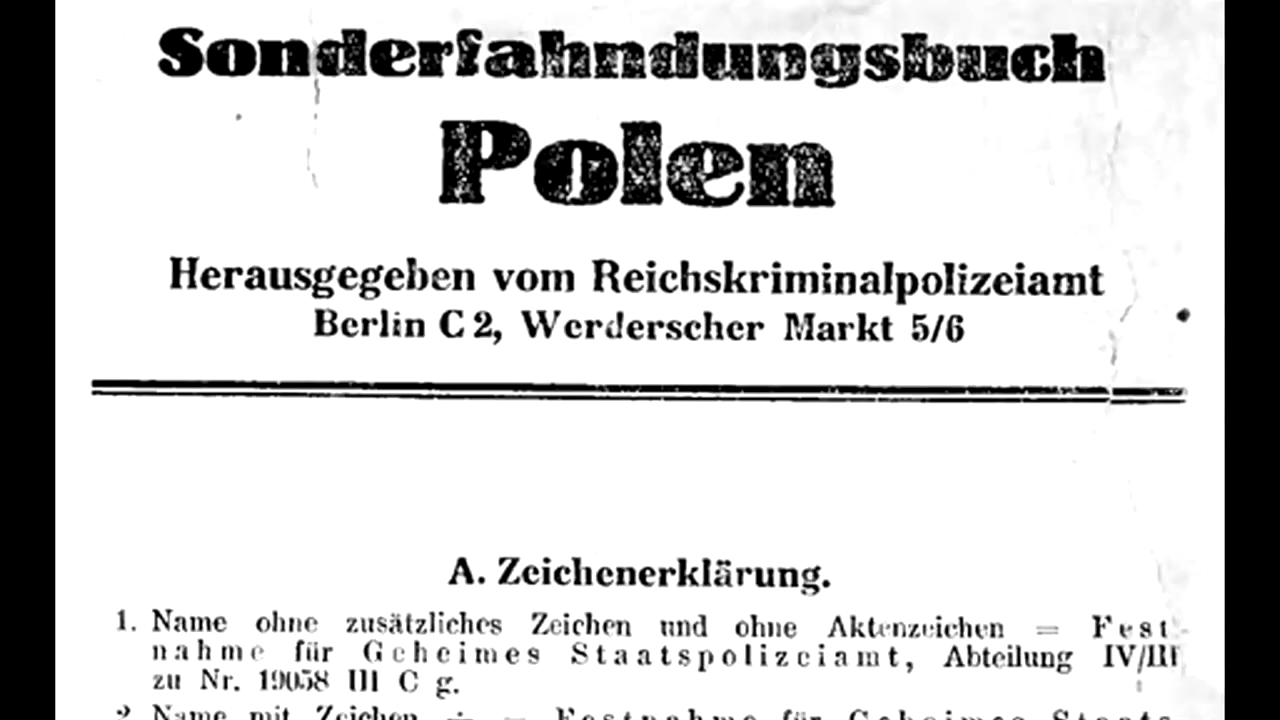 Sonderfahndungsbuch
Polen
Herausgegeben vom Reichskriminalpolizeiamt
Berlin C 2, Werderscher Markt 5/6
A. Zeichenerklärung.
1. Name ohne zusätzliches Zeichen und ohne Aktenzeichen = Fest-
nahme für Geheimes Staatspolizeiamt, Abteilung IV/III
zu Nr. 19058 III C g.
2. Name mit Zeichen ÷ = Festnahme für Geheimes Staats-